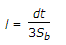 l = dt / 3S_b